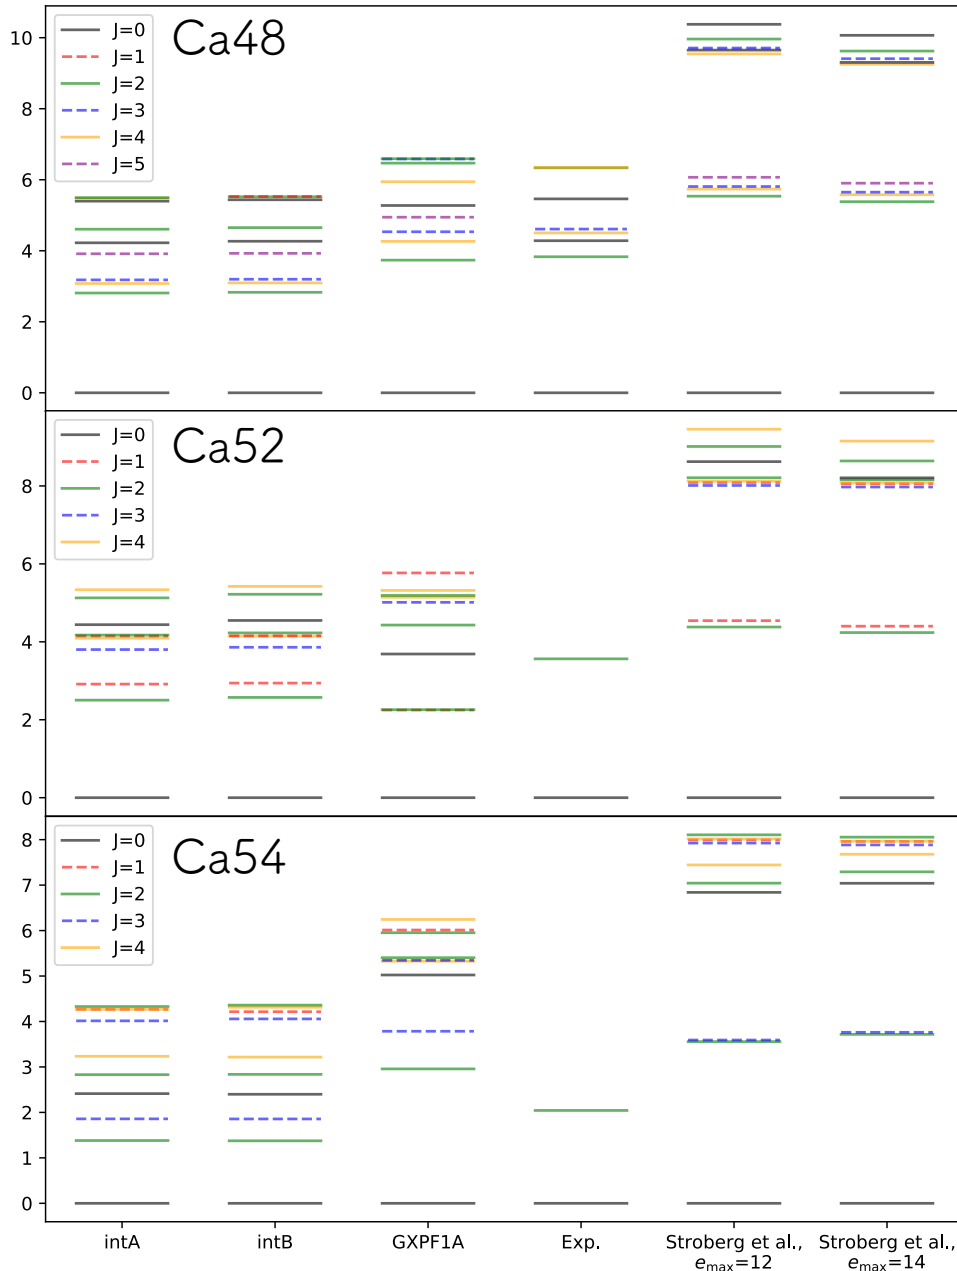 Ca48
10
8
6
4
2
0
J=0
J=1
J=2
J=3
J=4
J=5
Ca52
8
6
4
2
0
J=0
J=1
J=2
J=3
J=4
Ca54
8
7
6
5
4
3
2
1
0
J=0
J=1
J=2
J=3
J=4
intA
intB
GXPF1A
Exp.
Stroberg et al.,
emax=12
Stroberg et al.,
emax=14